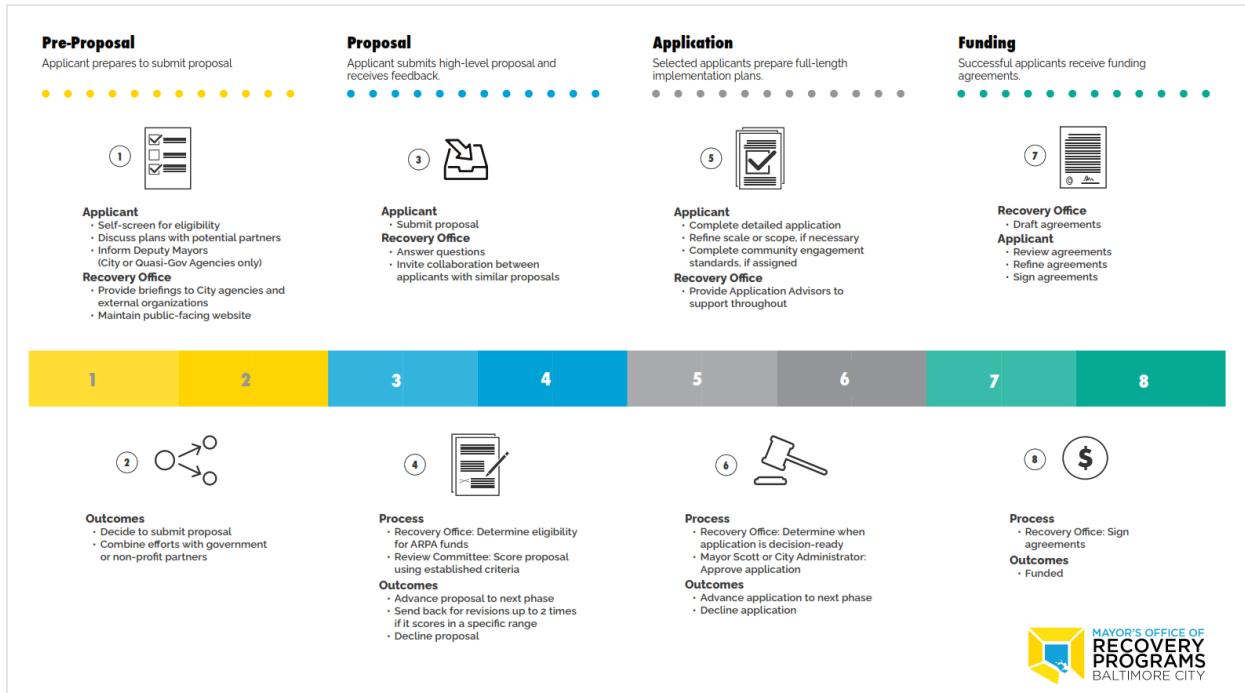 Pre-Proposal
Applicant prepares to submit proposal
Proposal
Applicant submits high-level proposal and
receives feedback.
Application
Selected applicants prepare full-length
implementation plans.
Funding
Successful applicants receive funding
agreements.
1
Applicant
• Self-screen for eligibility
• Discuss plans with potential partners
• Inform Deputy Mayors
(City or Quasi-Gov Agencies only)
Recovery Office
• Provide briefings to City agencies and
external organizations
• Maintain public-facing website
3
Applicant
• Submit proposal
Recovery Office
• Answer questions
• Invite collaboration between
applicants with similar proposals
5
Applicant
• Complete detailed application
• Refine scale or scope, if necessary
• Complete community engagement
standards, if assigned
Recovery Office
• Provide Application Advisors to
support throughout
7
Recovery Office
• Draft agreements
Applicant
• Review agreements
• Refine agreements
• Sign agreements
1 2 3 4 5 6 7 8
2
Outcomes
• Decide to submit proposal
• Combine efforts with government
or non-profit partners
4
Process
• Recovery Office: Determine eligibility
for ARPA funds
• Review Committee: Score proposal
using established criteria
Outcomes
• Advance proposal to next phase
• Send back for revisions up to 2 times
if it scores in a specific range
• Decline proposal
6
Process
• Recovery Office: Determine when
application is decision-ready
• Mayor Scott or City Administrator:
Approve application
Outcomes
• Advance application to next phase
• Decline application
8
$
Process
• Recovery Office: Sign
agreements
Outcomes
• Funded
MAYOR'S OFFICE OF
RECOVERY
PROGRAMS
BALTIMORE CITY